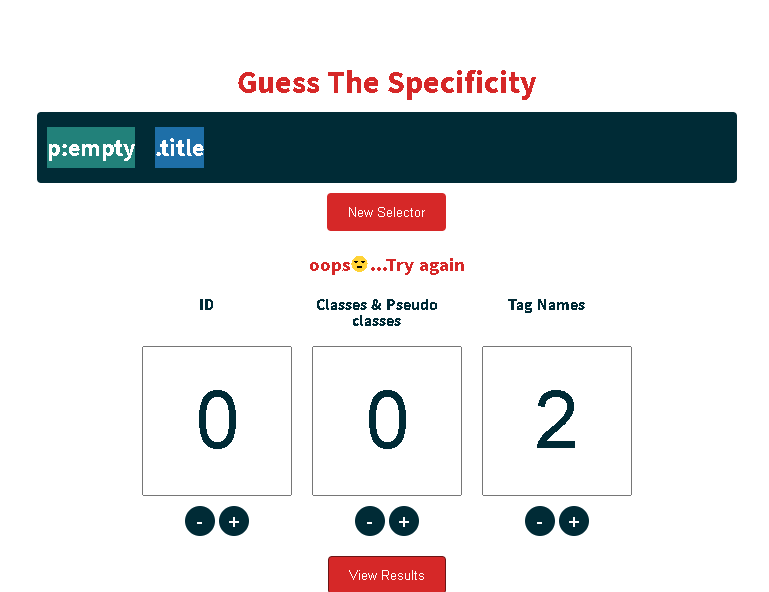 Guess The Specificity
p:empty .title
New Selector
oops😒...Try again
ID
Classes & Pseudo
classes
Tag Names
0 0 2
- + - + - +
View Results